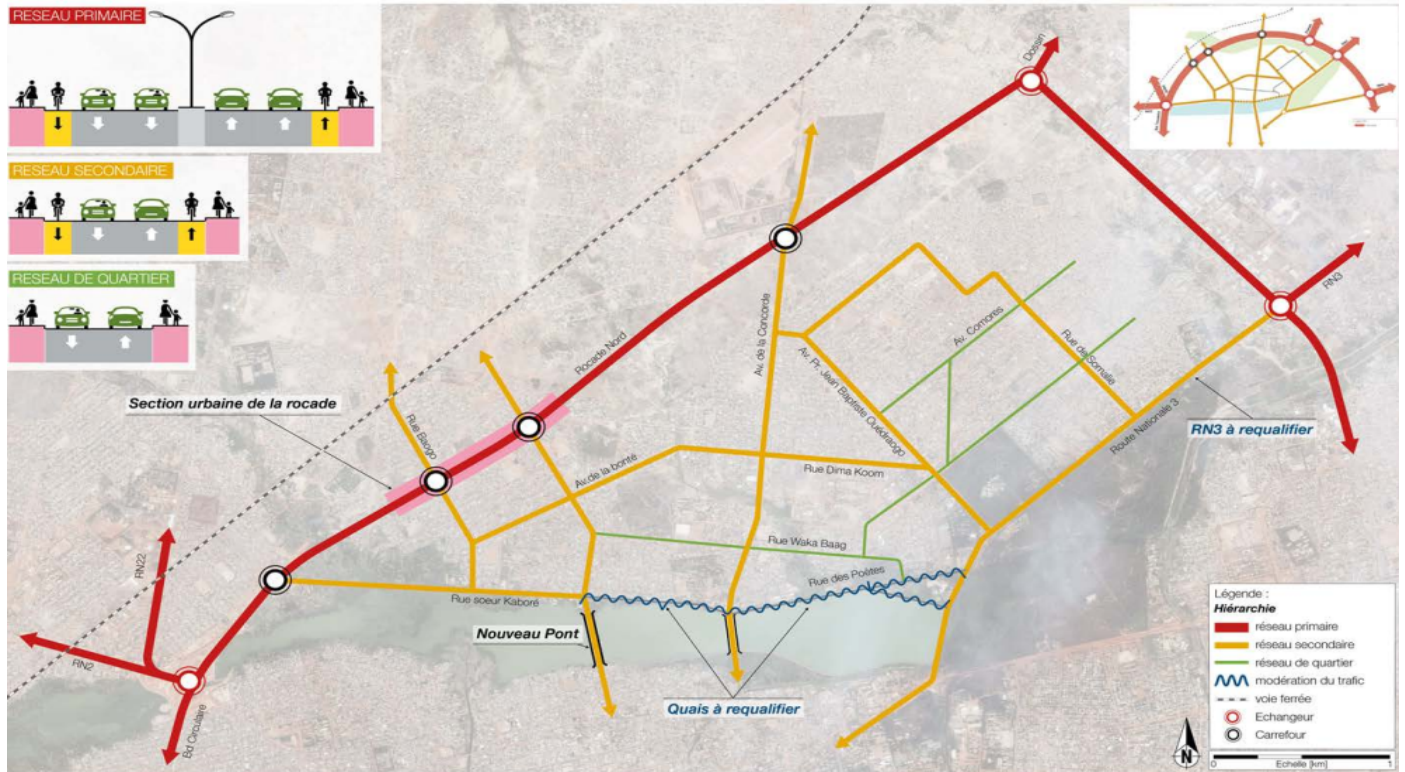 RESEAU PRIMAIRE
RESEAU SECONDAIRE
RESEAU DE QUARTIER
Dossin
RN3
Rocade Nord
Av. de la Concorde
Av. Comores
Rue de Somalie
Av. Pr. Jean Baptiste Ouédraogo
Section urbaine de la rocade
Rue Baogo
Av.de la bonté
Rue Dima Koom
Route Nationale 3
RN3 à requalifier
Rue Waka Baag
Rue des Poètes
Rue soeur Kaboré
RN22
RN2
Bd Circulaire
Nouveau Pont
Quais à requalifier
Légende :
Hiérarchie
réseau primaire
réseau secondaire
réseau de quartier
modération du trafic
voie ferrée
Echangeur
Carrefour
N
0 Echelle [km] 1